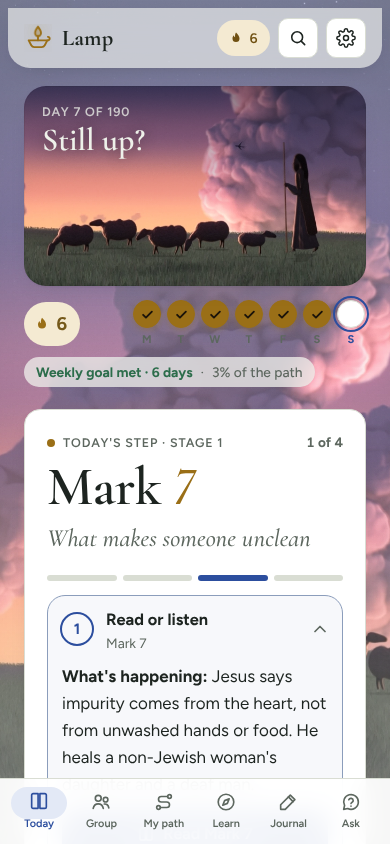 Lamp
6
DAY 7 OF 190
Still up?
6
M T W T F S S
Weekly goal met · 6 days · 3% of the path
TODAY'S STEP · STAGE 1
1 of 4
Mark 7
What makes someone unclean
1
Read or listen
Mark 7
What's happening: Jesus says
impurity comes from the heart, not
from unwashed hands or food. He
heals a non-Jewish woman's
Today Group My path Learn Journal Ask